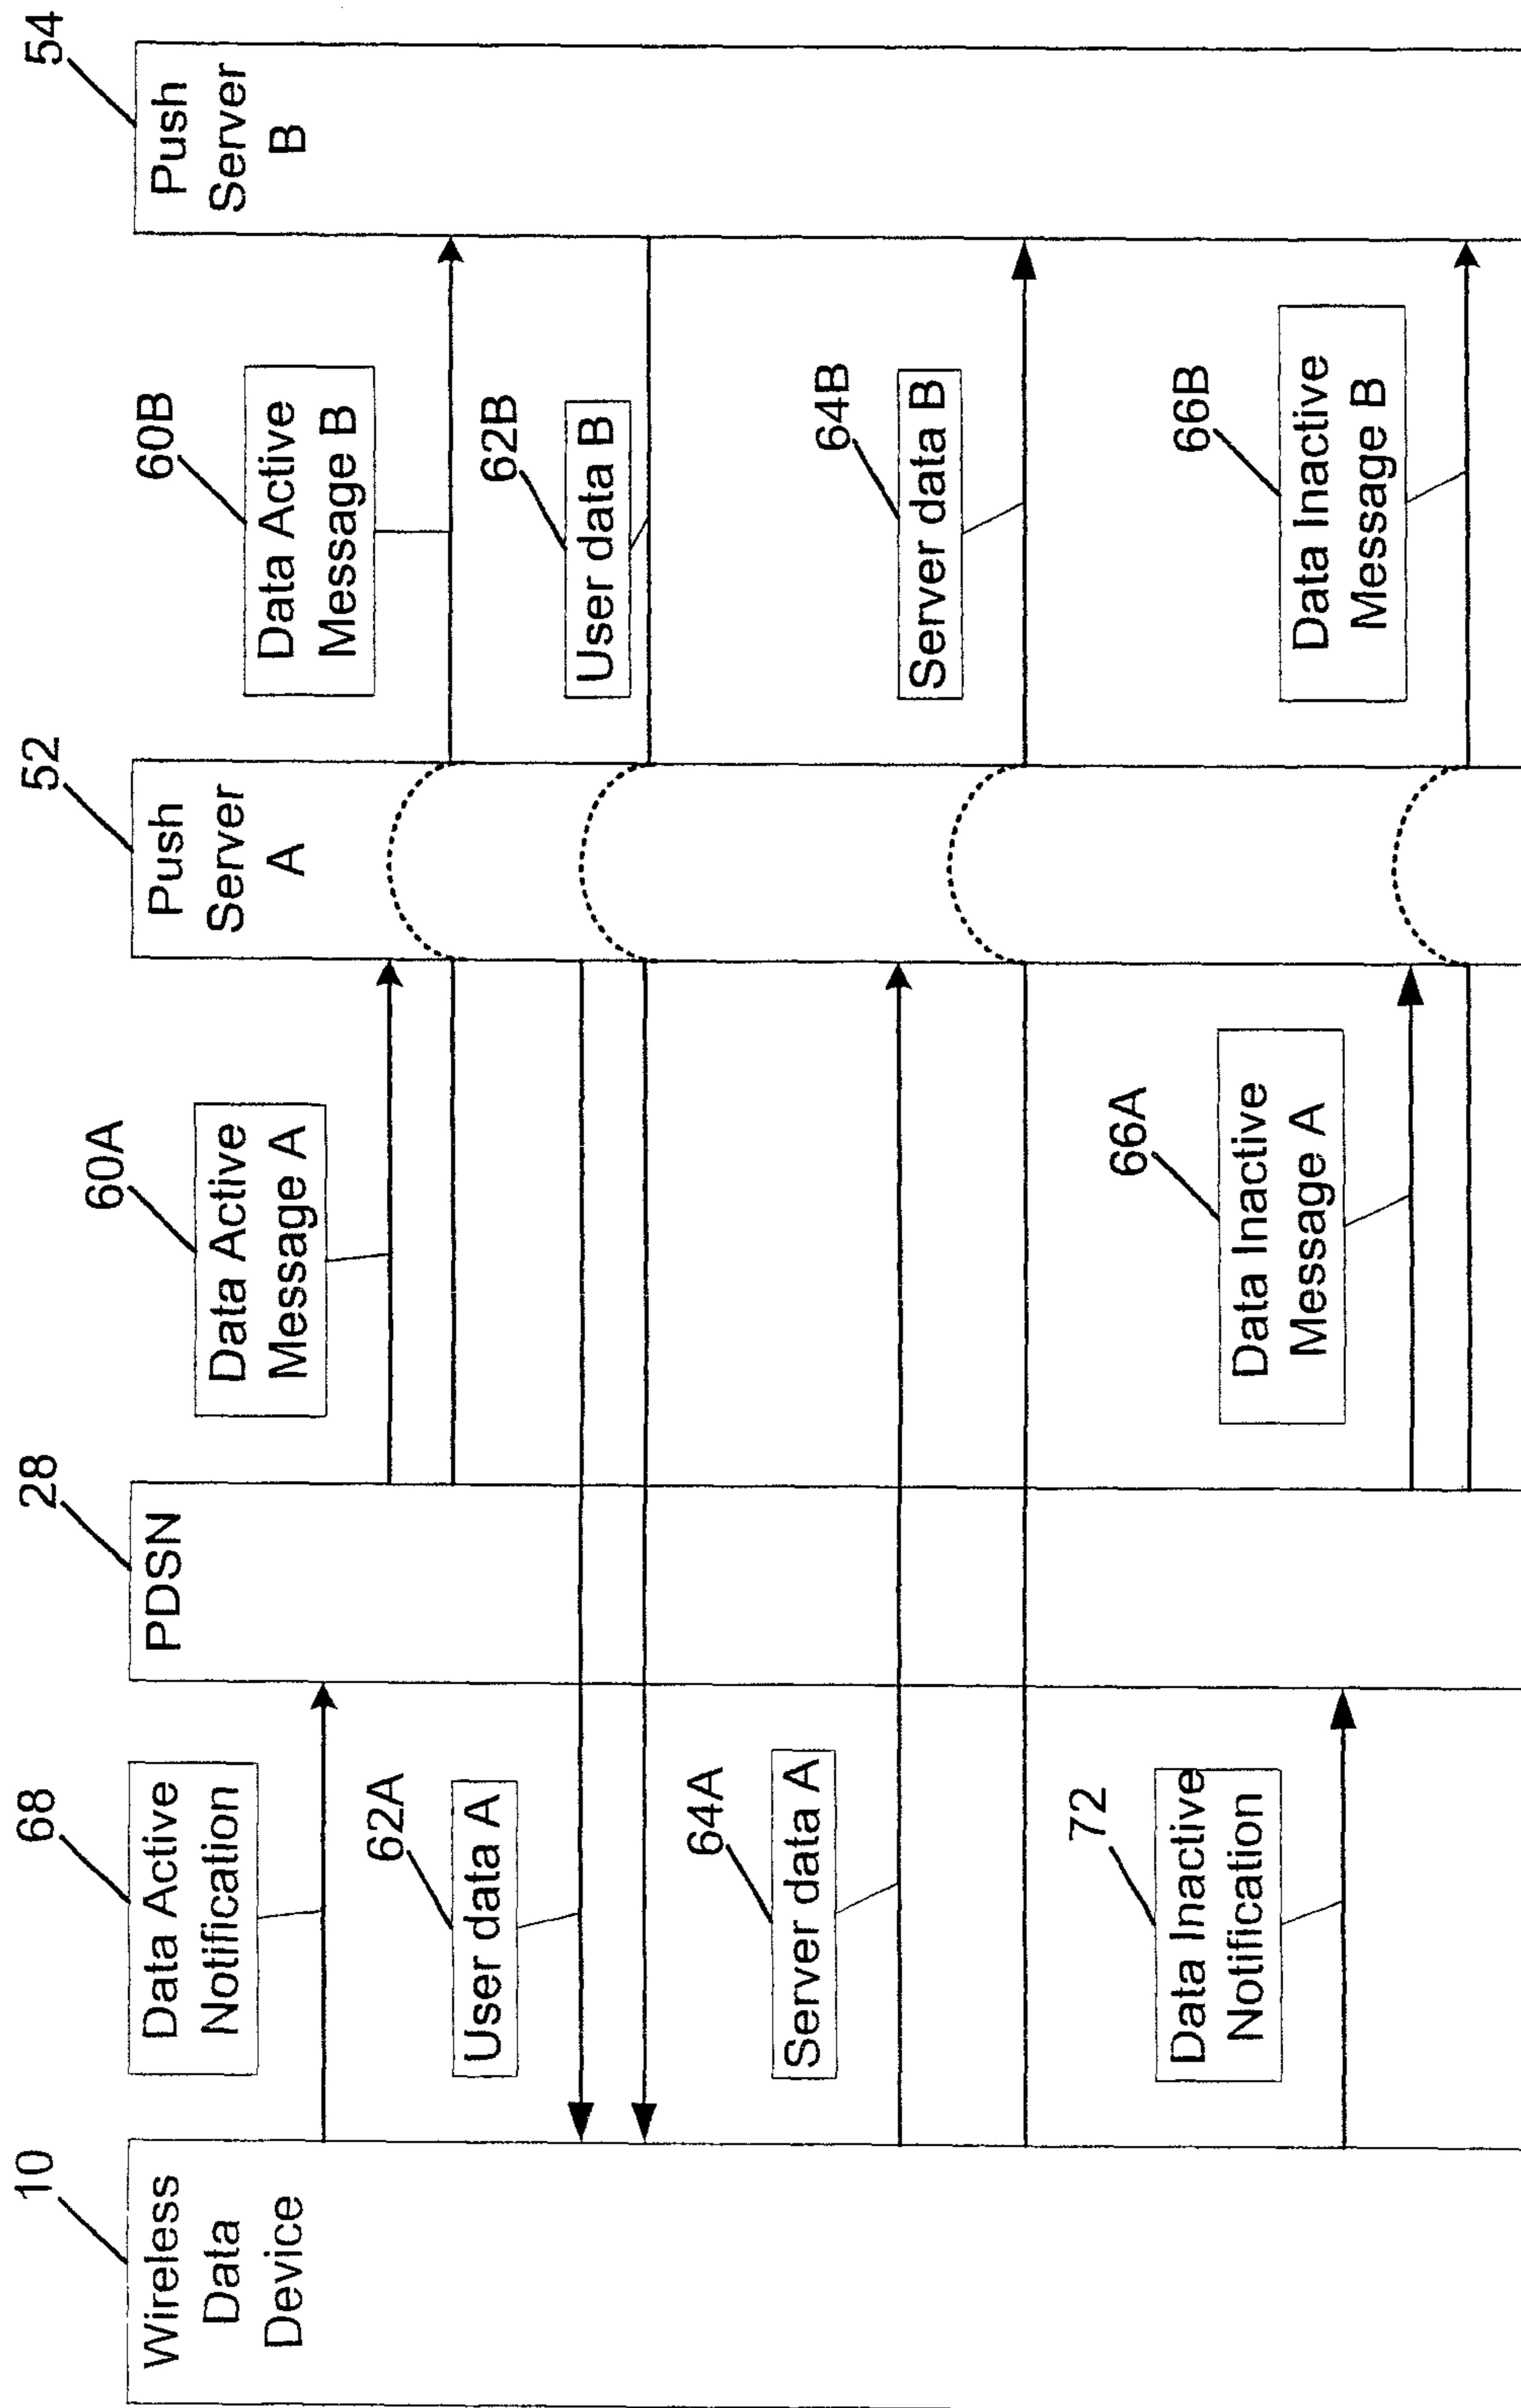 10
Wireless
Data
Device
28
PDSN
52
Push
Server
A
54
Push
Server
B
68
Data Active
Notification
60A
Data Active
Message A
60B
Data Active
Message B
62A
User data A
62B
User data B
64A
Server data A
64B
Server data B
72
Data Inactive
Notification
66A
Data Inactive
Message A
66B
Data Inactive
Message B